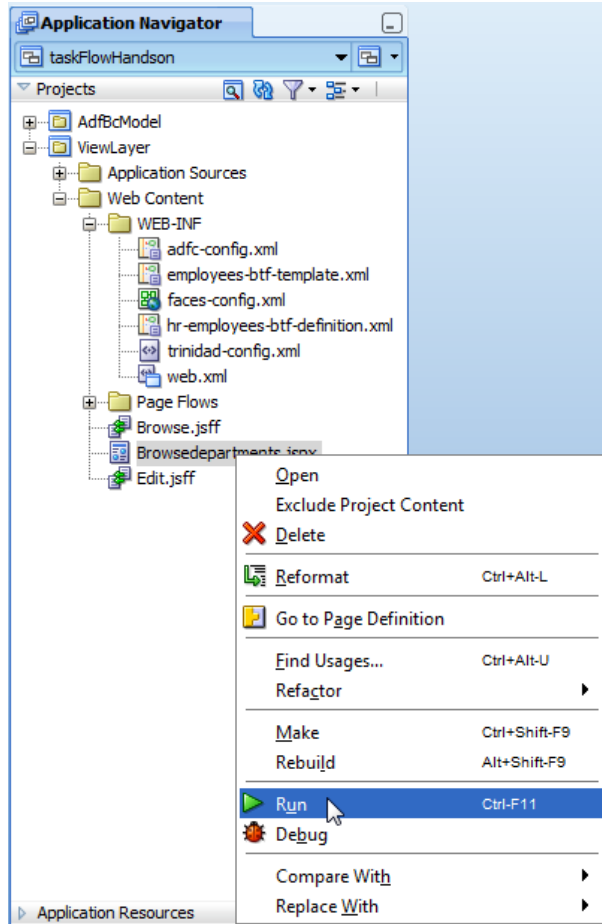 Application Navigator
taskFlowHandson
Projects
AdfBcModel
ViewLayer
Application Sources
Web Content
WEB-INF
adfc-config.xml
employees-btf-template.xml
faces-config.xml
hr-employees-btf-definition.xml
trinidad-config.xml
web.xml
Page Flows
Browse.jsff
Browsedepartments.jspx
Edit.jsff
Open
Exclude Project Content
Delete
Reformat Ctrl+Alt-L
Go to Page Definition
Find Usages... Ctrl+Alt-U
Refactor
Make Ctrl+Shift-F9
Rebuild Alt+Shift-F9
Run Ctrl-F11
Debug
Compare With
Replace With
Application Resources